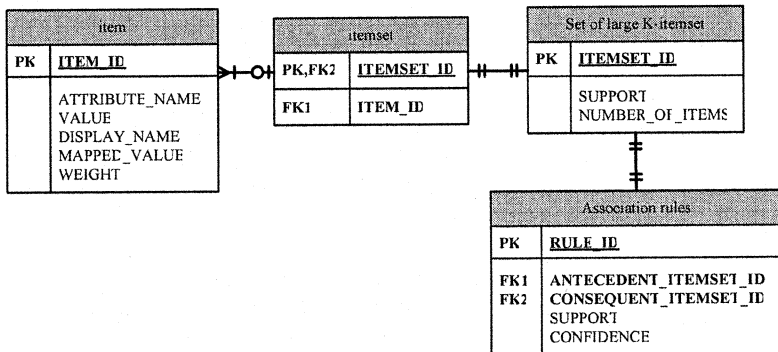 item
PK ITEM_ID
ATTRIBUTE_NAME
VALUE
DISPLAY_NAME
MAPPED_VALUE
WEIGHT
itemset
PK,FK2 ITEMSET_ID
FK1 ITEM_ID
Set of large K-itemset
PK ITEMSET_ID
SUPPORT
NUMBER_OF_ITEMS
Association rules
PK RULE_ID
FK1 ANTECEDENT_ITEMSET_ID
FK2 CONSEQUENT_ITEMSET_ID
SUPPORT
CONFIDENCE